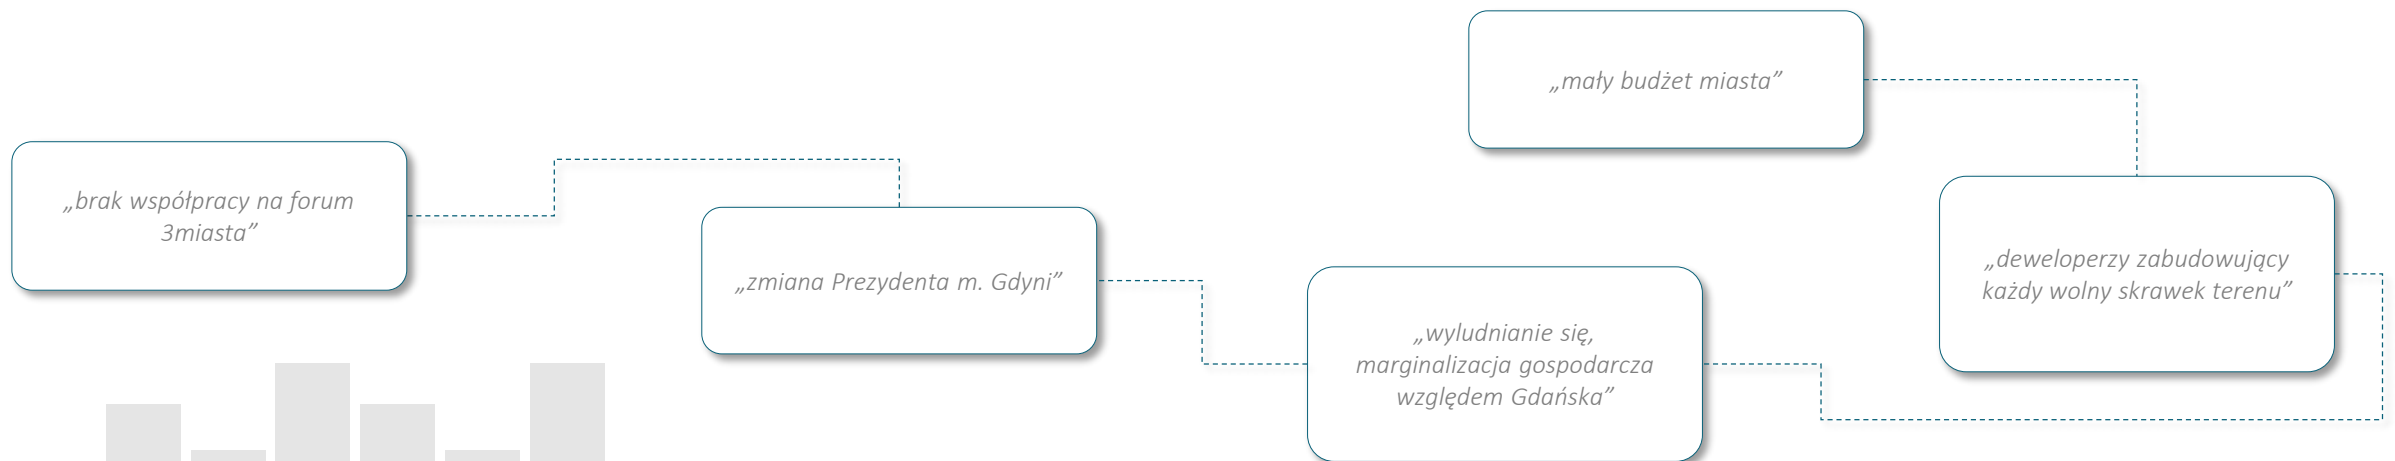 „mały budżet miasta”
„brak współpracy na forum
3miasta”
„zmiana Prezydenta m. Gdyni”
„deweloperzy zabudowujący
każdy wolny skrawek terenu”
„wyludnianie się,
marginalizacja gospodarcza
względem Gdańska”